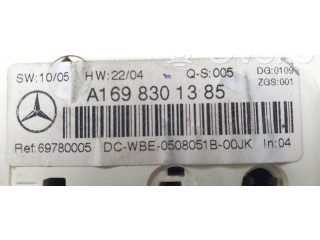 SW:10/05 HW:22/04 Q-S:005 DG:0109
ZGS:001
A169 830 13 85
Ref:69780005 DC-WBE-0508051B-00JK In:04